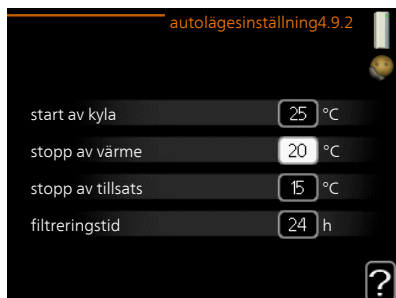 autolägesinställning4.9.2
start av kyla 25 °C
stopp av värme 20 °C
stopp av tillsats 15 °C
filtreringstid 24 h
?